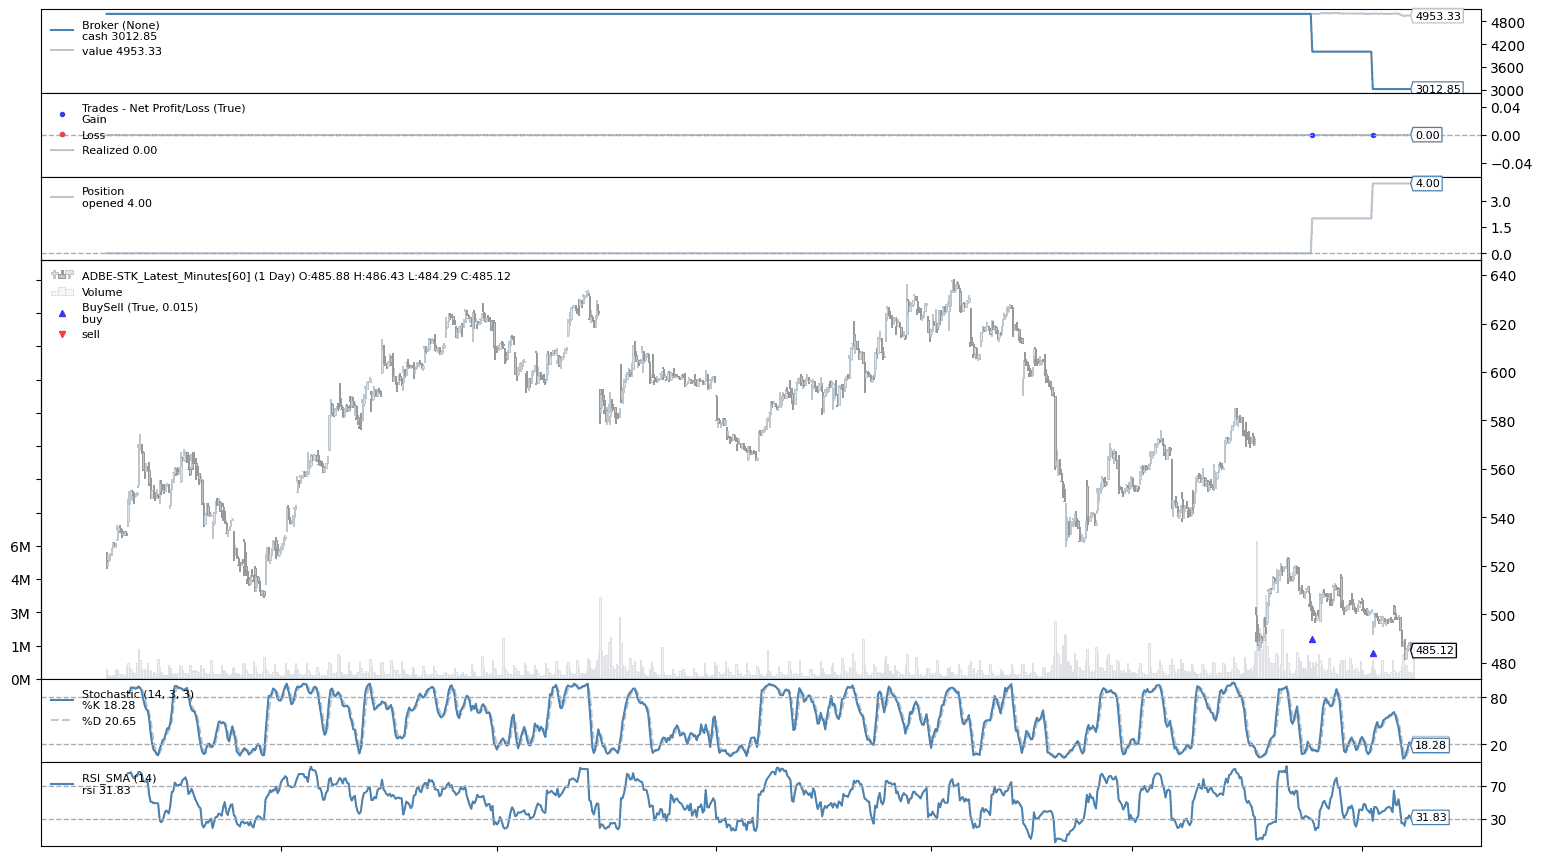 Broker (None)
cash 3012.85
value 4953.33
4953.33
4800
4200
3600
3000
3012.85
Trades - Net Profit/Loss (True)
Gain
Loss
Realized 0.00
0.04
0.00
0.00
−0.04
Position
opened 4.00
4.00
3.0
1.5
0.0
ADBE-STK_Latest_Minutes[60] (1 Day) O:485.88 H:486.43 L:484.29 C:485.12
Volume
BuySell (True, 0.015)
buy
sell
640
620
600
580
560
540
520
500
480
485.12
6M
4M
3M
1M
0M
Stochastic (14, 3, 3)
%K 18.28
%D 20.65
80
20
18.28
RSI_SMA (14)
rsi 31.83
70
30
31.83